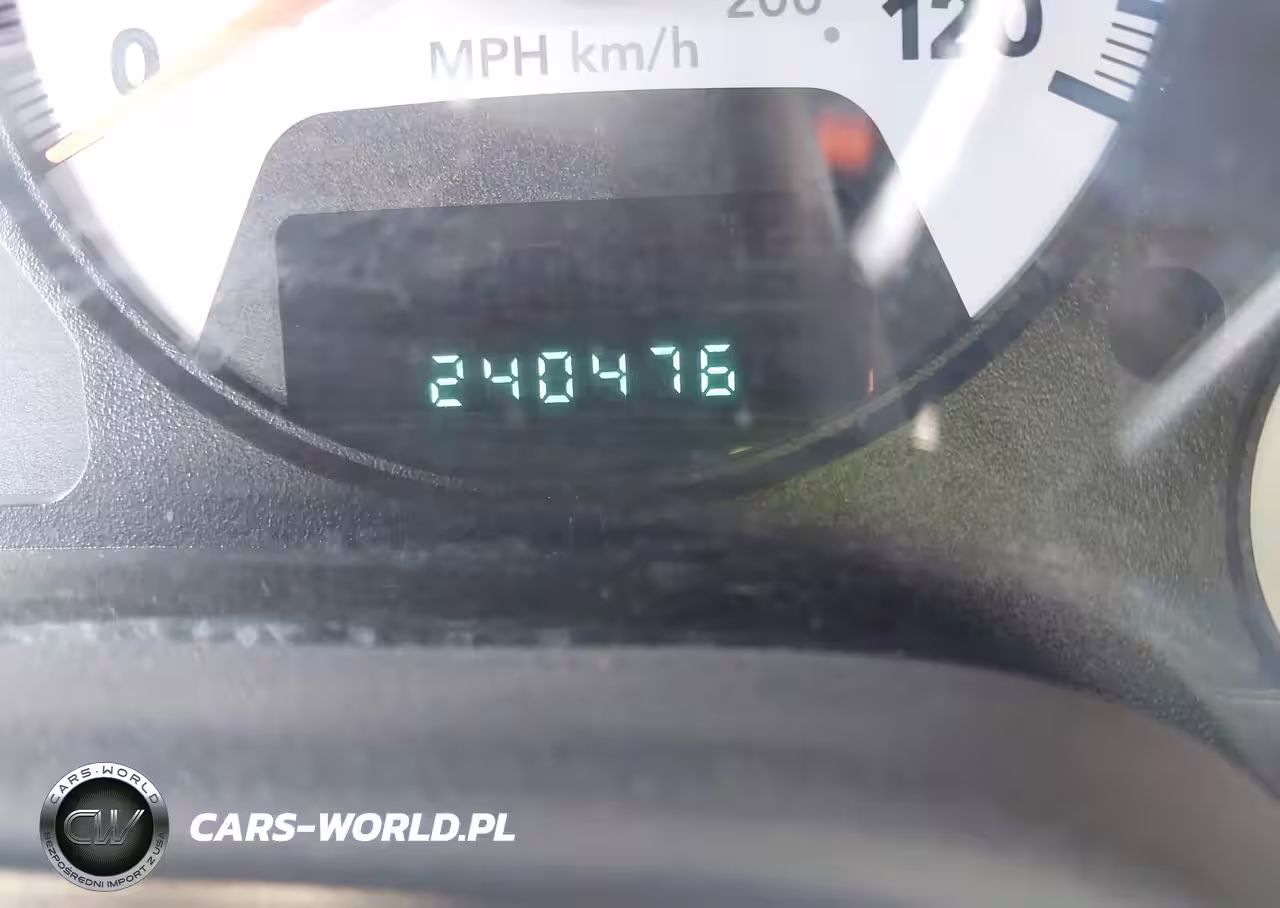 200
0
MPH km/h
120
240476
CARS-WORLD
CW
BEZPOŚREDNI IMPORT Z USA
CARS-WORLD.PL